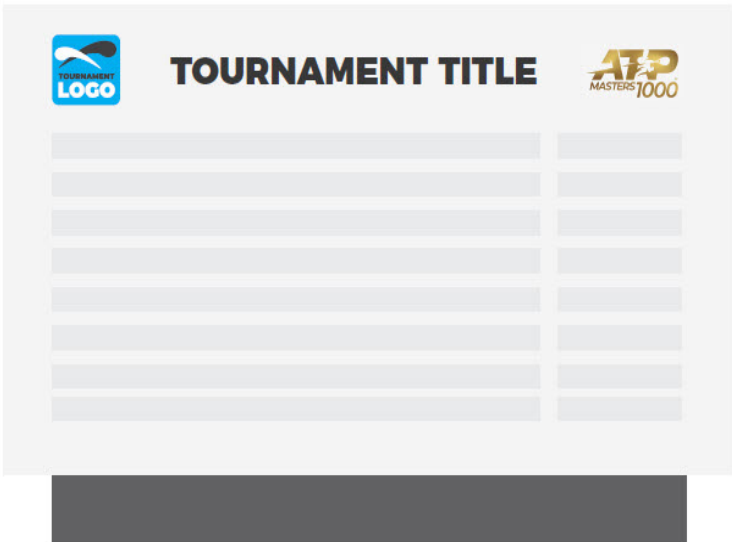 TOURNAMENT
LOGO
TOURNAMENT TITLE
ATP
MASTERS 1000